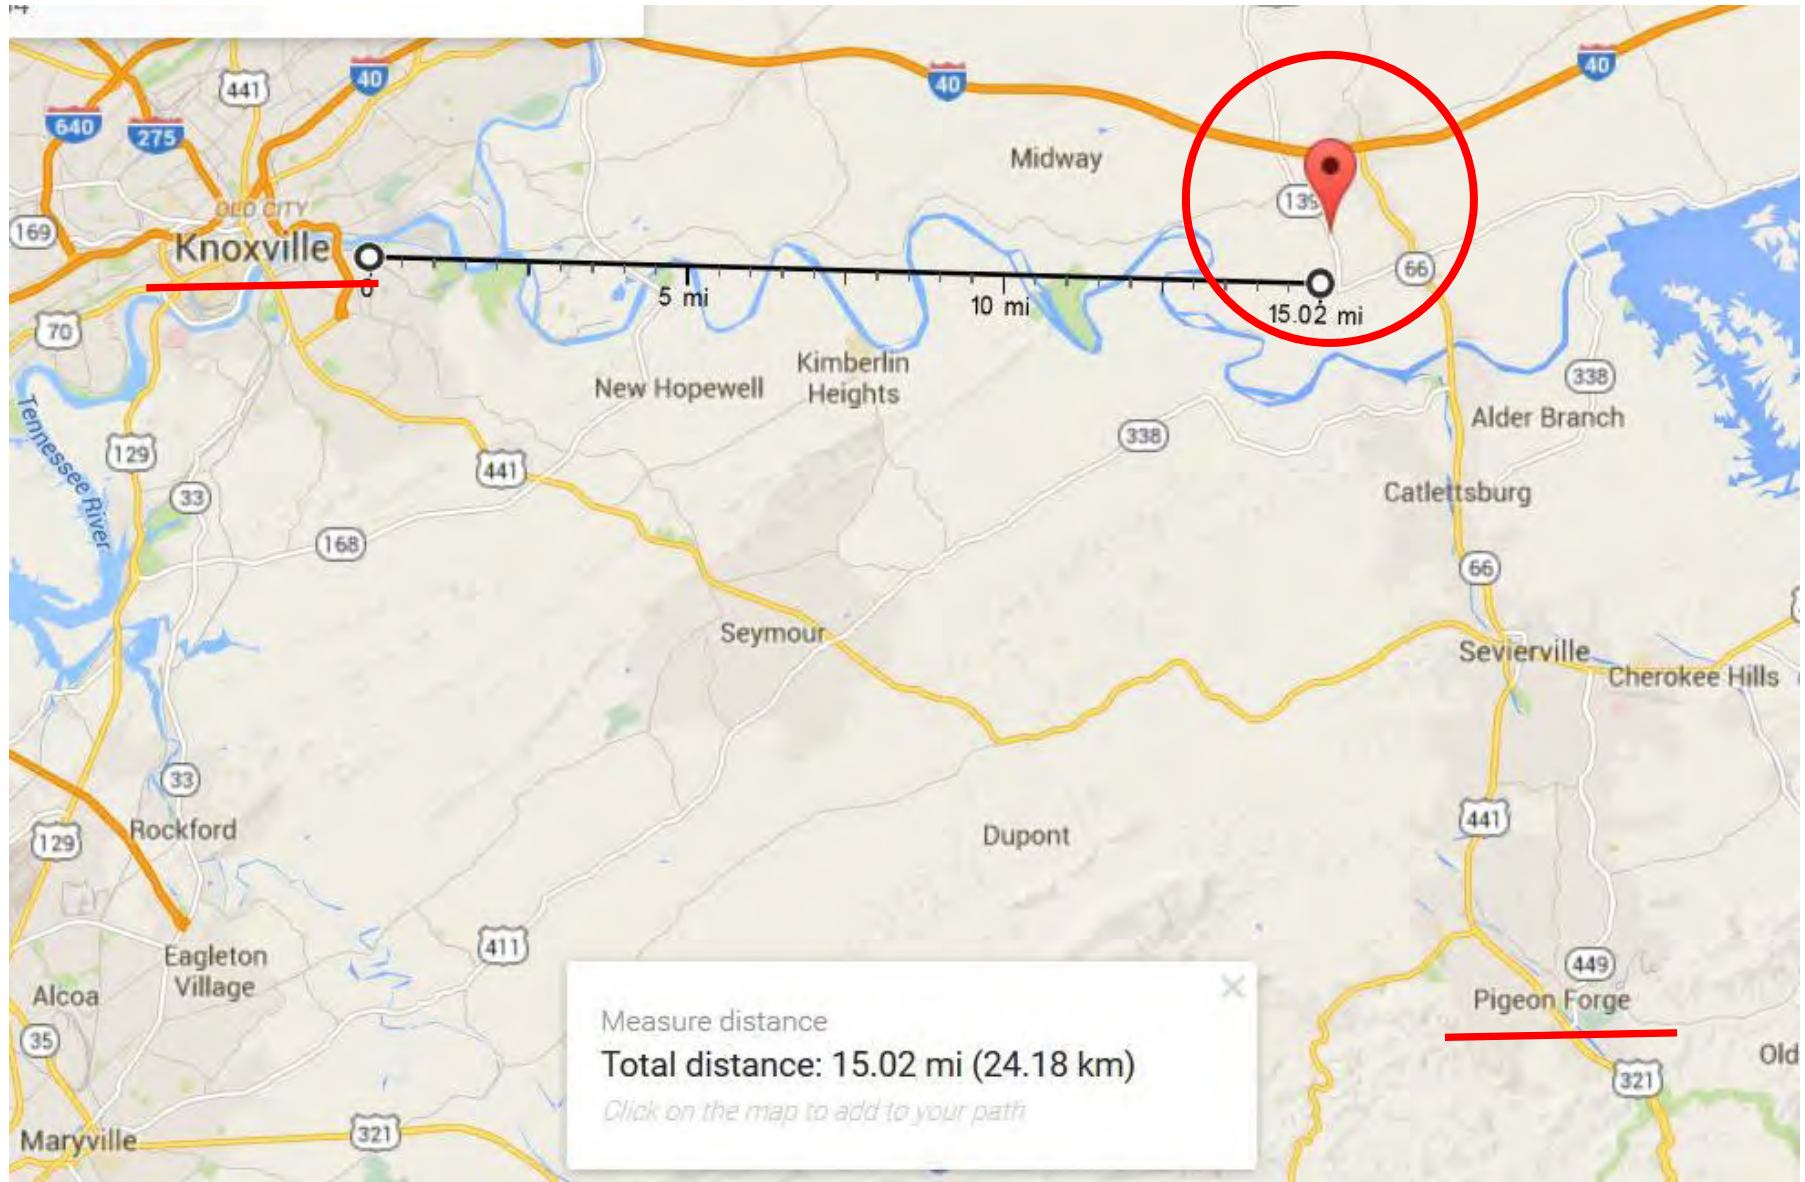 441
40
40
40
640
275
Midway
OLD CITY
139
169
Knoxville
66
0
5 mi
10 mi
15.02 mi
70
Kimberlin
Heights
New Hopewell
338
Alder Branch
Tennessee River
129
441
338
33
Catlettsburg
168
66
Seymour
Sevierville
Cherokee Hills
33
Rockford
129
441
Dupont
Eagleton
Village
411
449
Alcoa
Pigeon Forge
35
Measure distance
Total distance: 15.02 mi (24.18 km)
Click on the map to add to your path
Old
321
Maryville
321